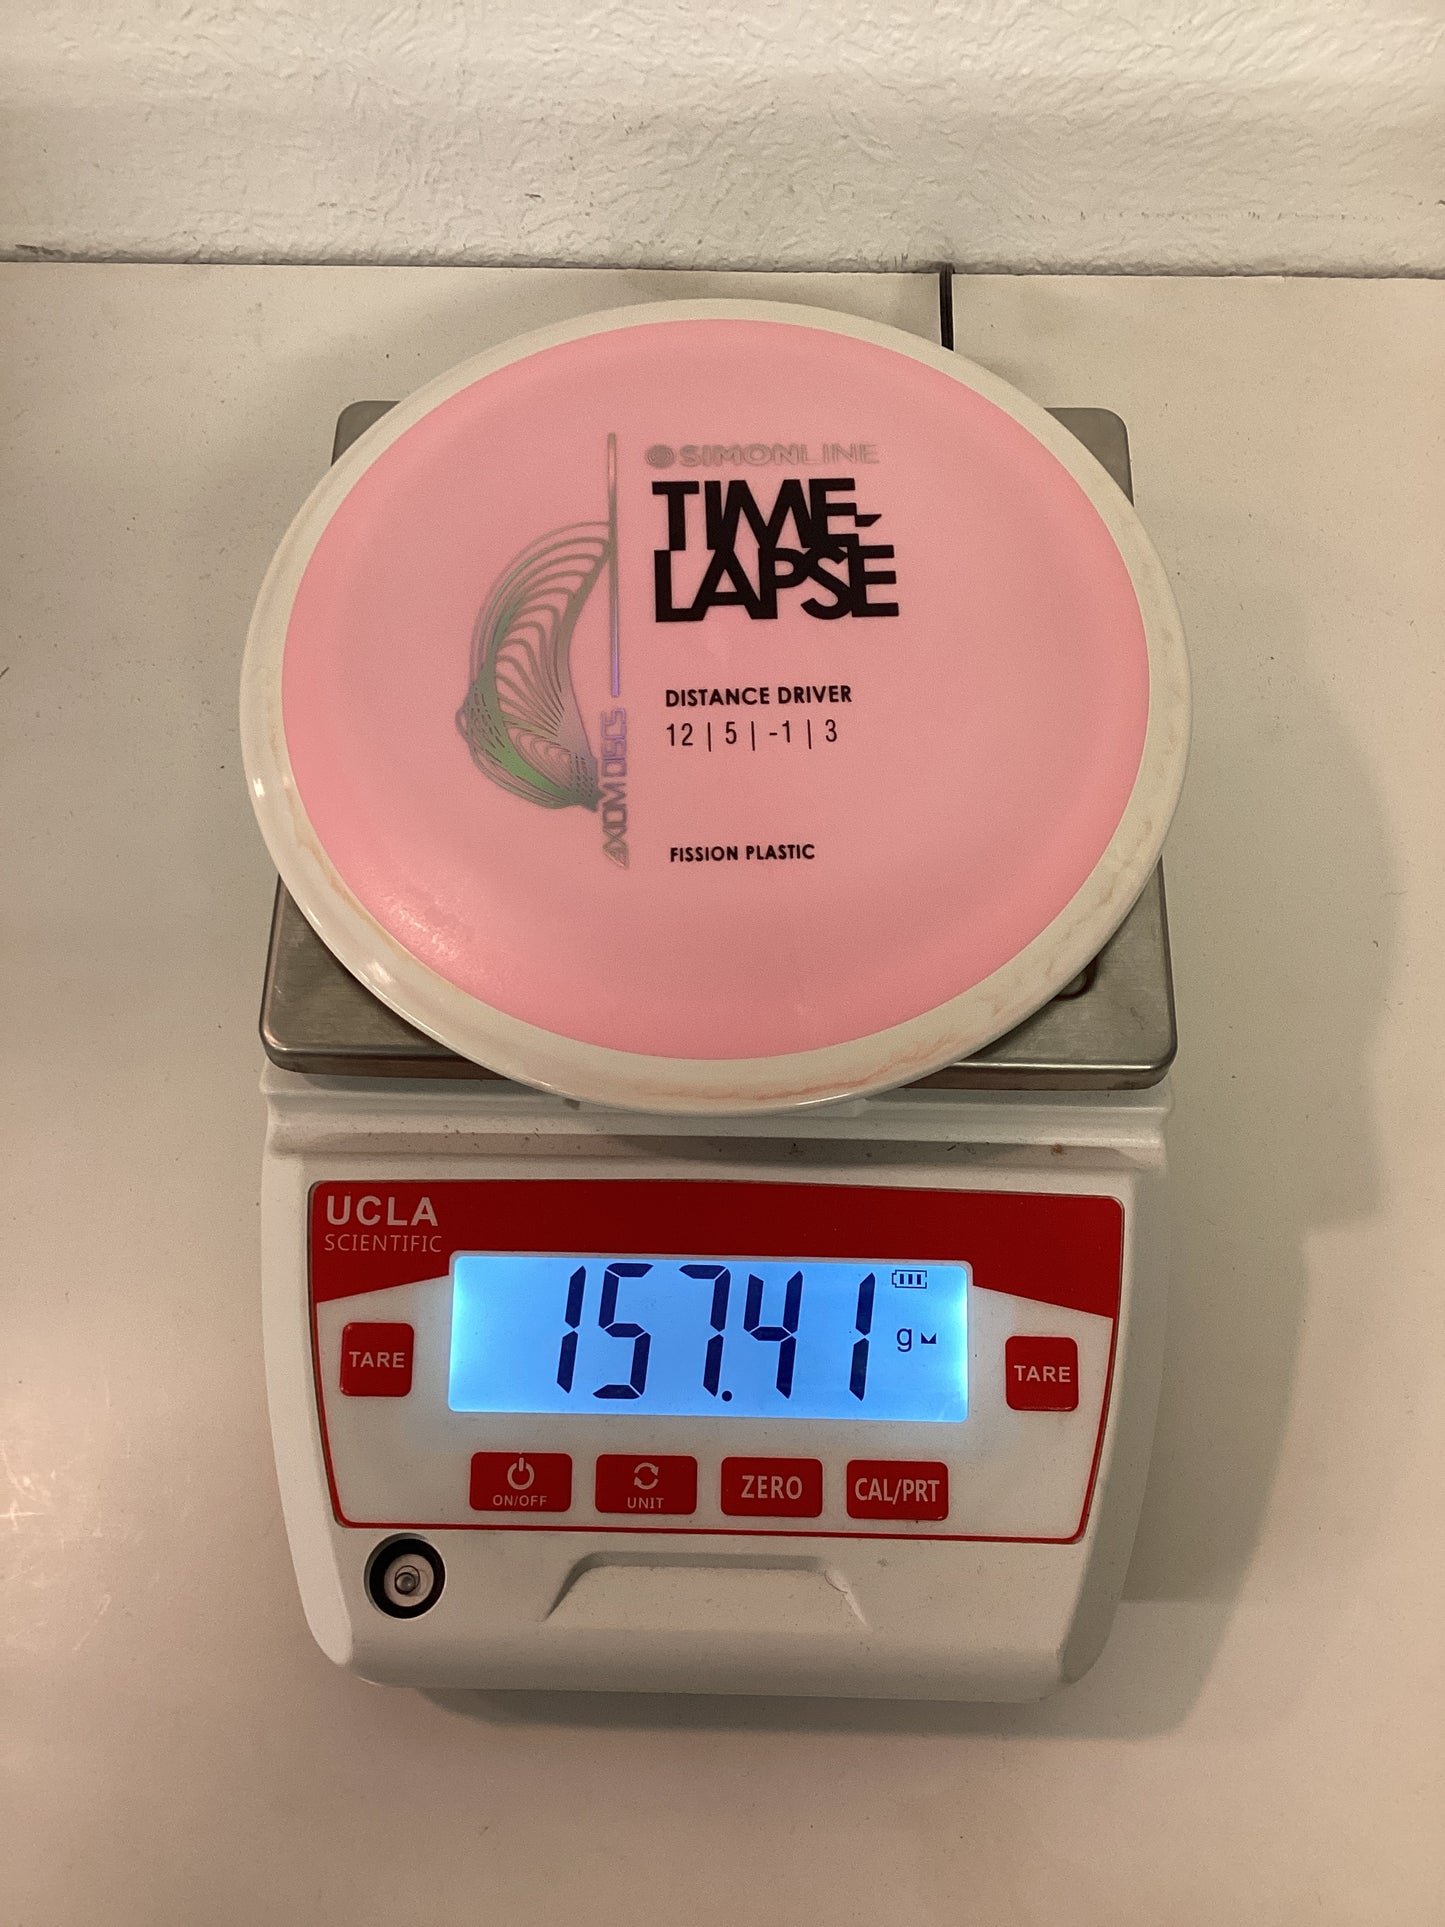 SIMONLINE
TIME-
LAPSE
DISTANCE DRIVER
12 | 5 | -1 | 3
AXIOM DISCS
FISSION PLASTIC
UCLA
SCIENTIFIC
157.41 g
TARE
TARE
ON/OFF
UNIT
ZERO
CAL/PRT